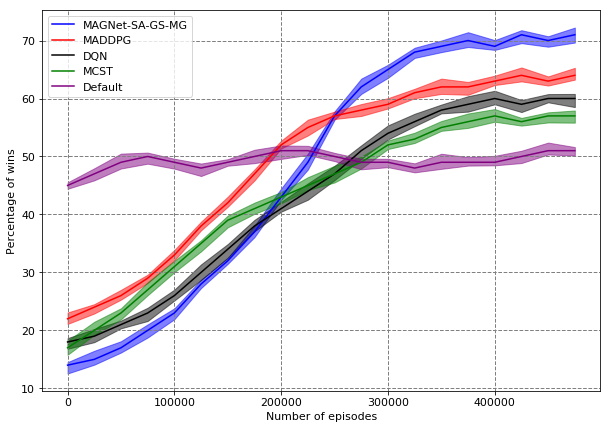 MAGNet-SA-GS-MG
MADDPG
DQN
MCST
Default
Percentage of wins
70
60
50
40
30
20
10
0 100000 200000 300000 400000
Number of episodes